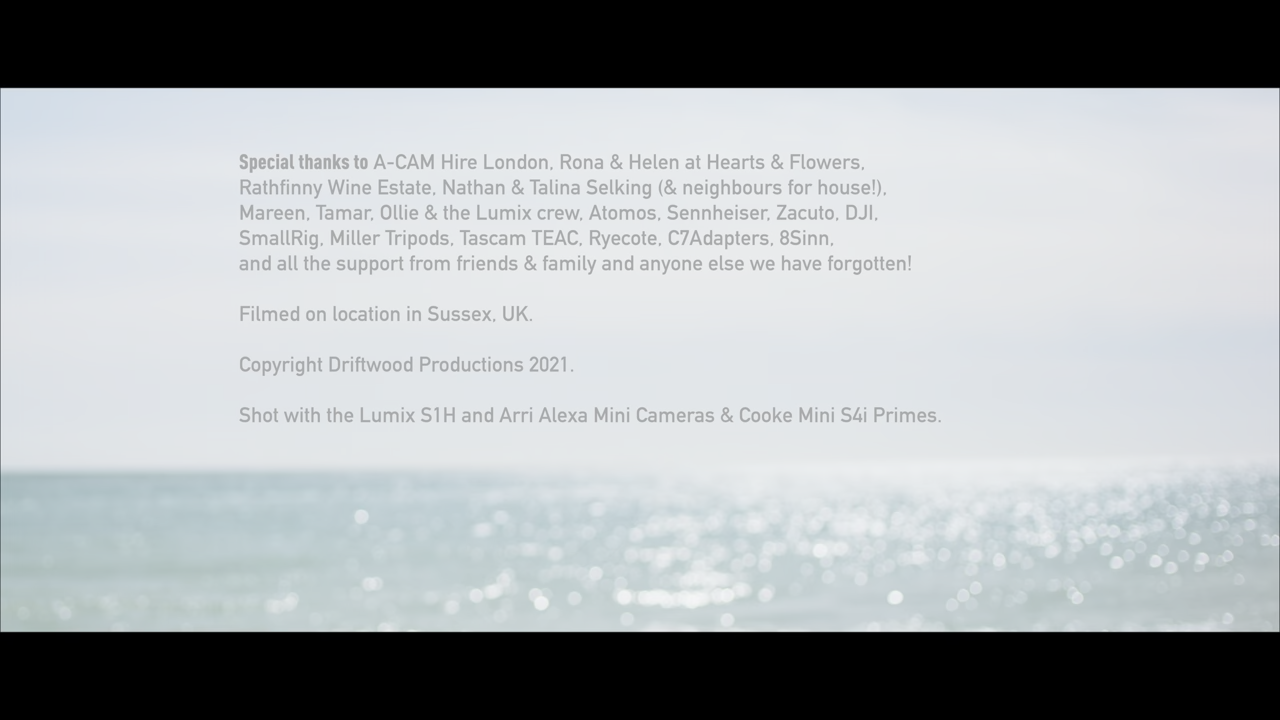 Special thanks to A-CAM Hire London, Rona & Helen at Hearts & Flowers,
Rathfinny Wine Estate, Nathan & Talina Selking (& neighbours for house!),
Mareen, Tamar, Ollie & the Lumix crew, Atomos, Sennheiser, Zacuto, DJI,
SmallRig, Miller Tripods, Tascam TEAC, Ryecote, C7Adapters, 8Sinn,
and all the support from friends & family and anyone else we have forgotten!
Filmed on location in Sussex, UK.
Copyright Driftwood Productions 2021.
Shot with the Lumix S1H and Arri Alexa Mini Cameras & Cooke Mini S4i Primes.